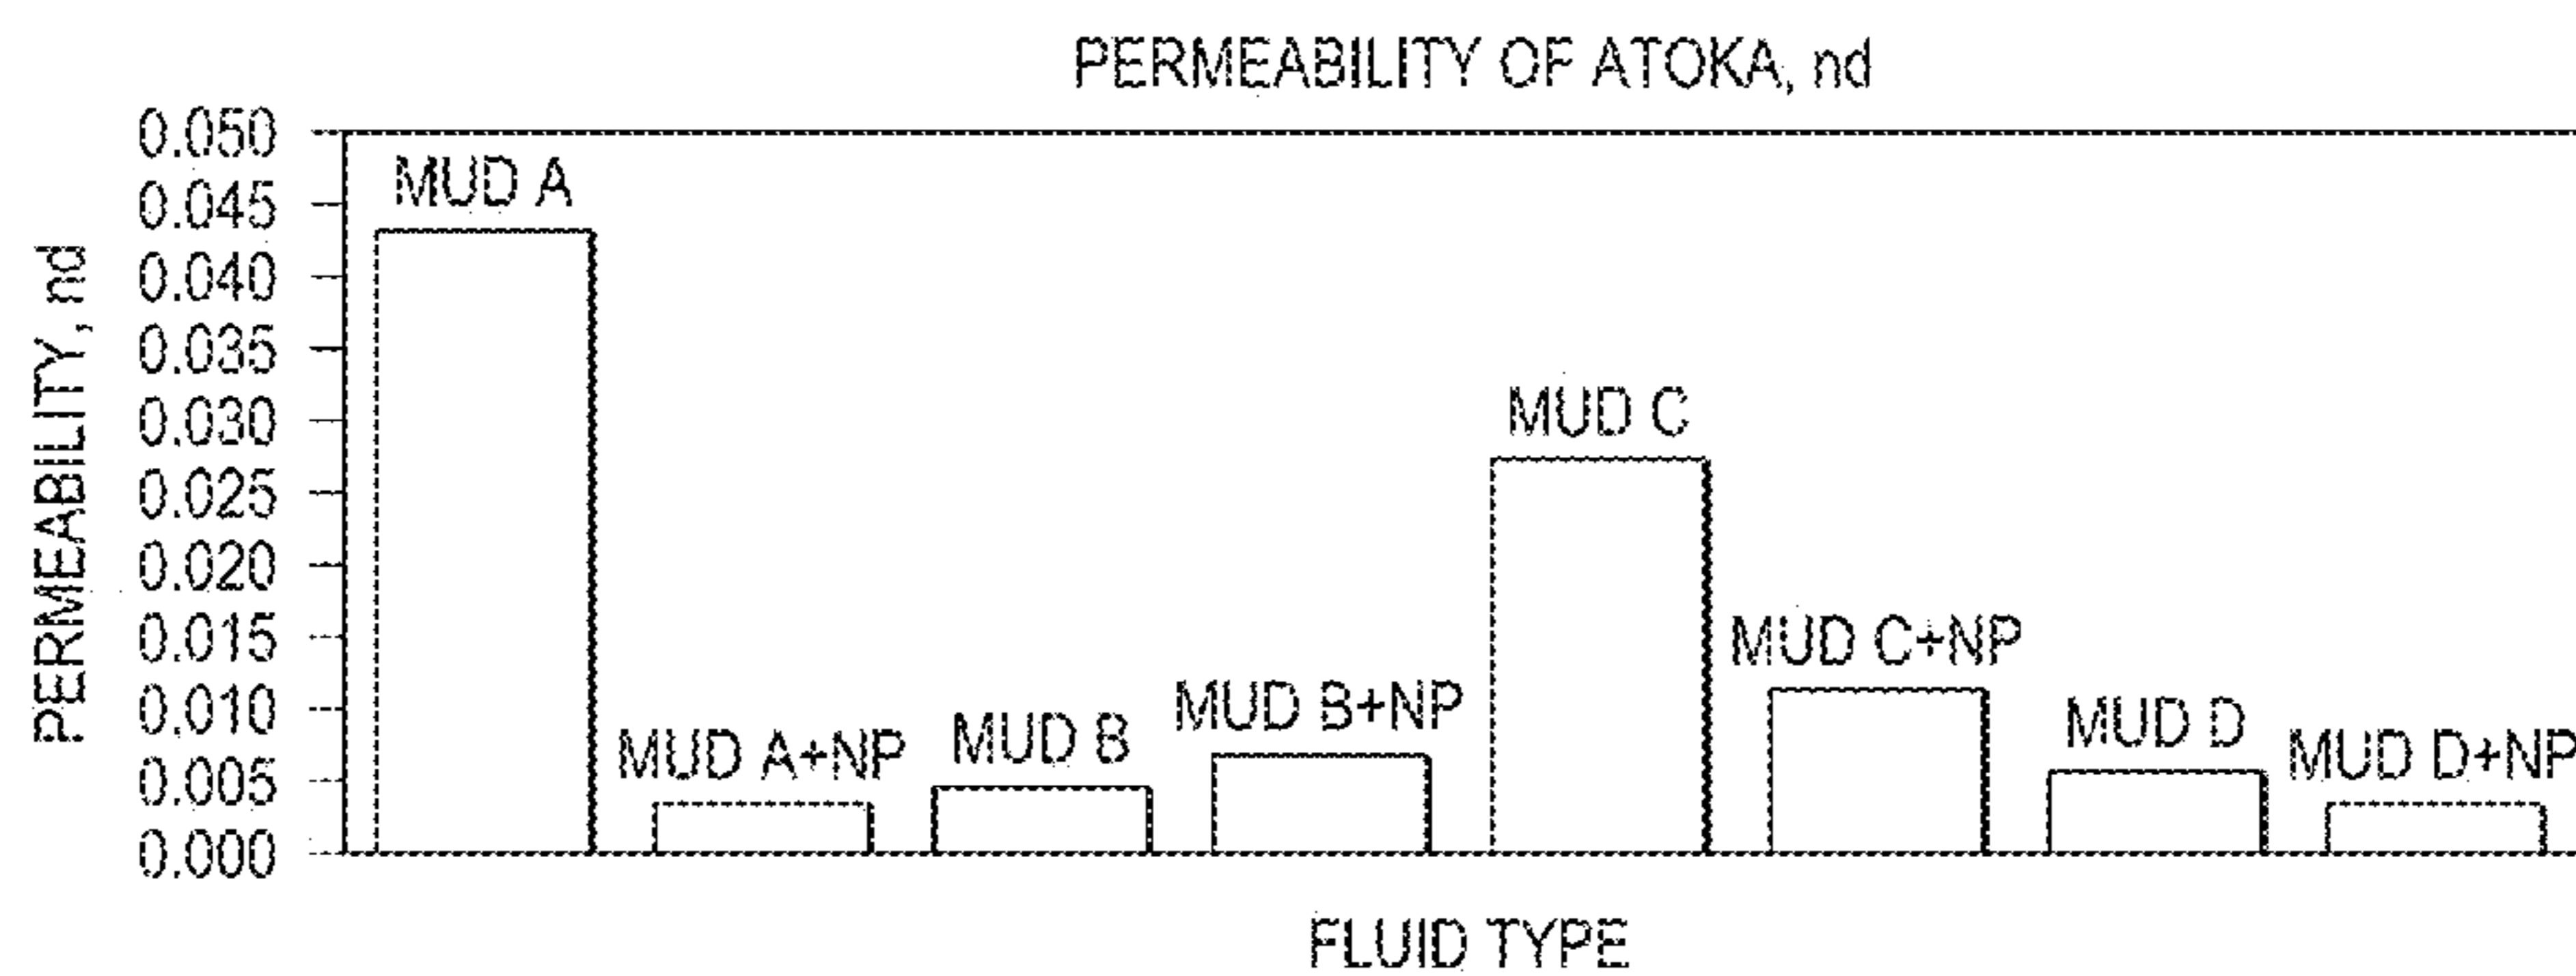 PERMEABILITY OF ATOKA, nd
PERMEABILITY, nd
0.050
0.045
0.040
0.035
0.030
0.025
0.020
0.015
0.010
0.005
0.000
MUD A
MUD A+NP
MUD B
MUD B+NP
MUD C
MUD C+NP
MUD D
MUD D+NP
FLUID TYPE